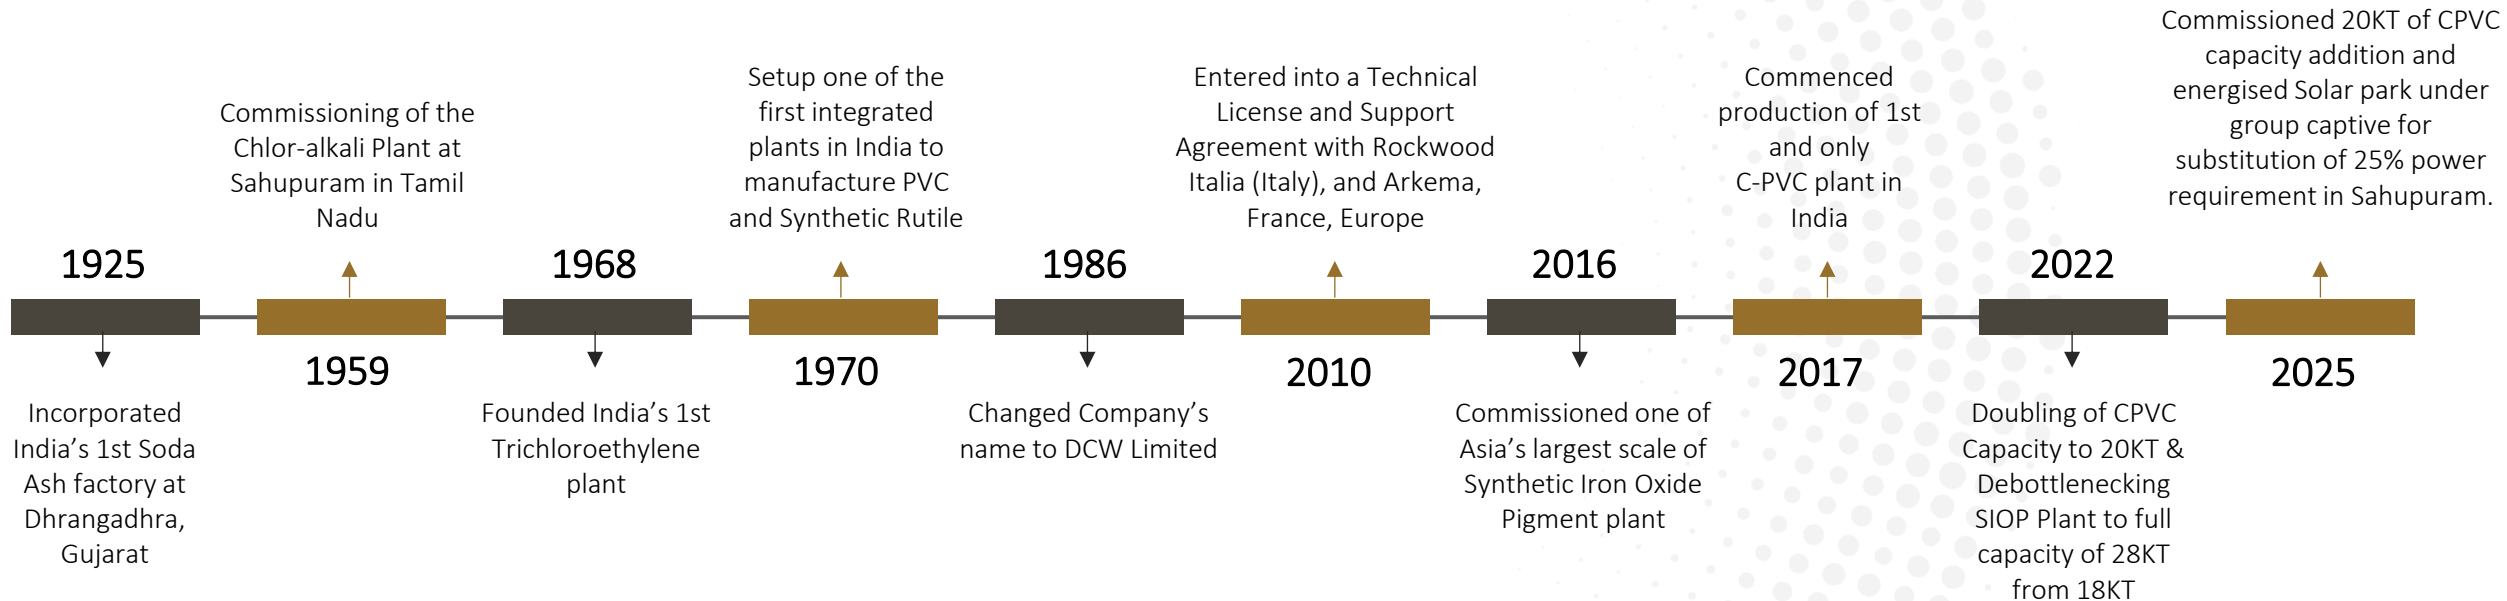 1925
Incorporated
India’s 1st Soda
Ash factory at
Dhrangadhra,
Gujarat
Commissioning of the
Chlor-alkali Plant at
Sahupuram in Tamil
Nadu
1959
1968
Founded India’s 1st
Trichloroethylene
plant
Setup one of the
first integrated
plants in India to
manufacture PVC
and Synthetic Rutile
1970
1986
Changed Company’s
name to DCW Limited
Entered into a Technical
License and Support
Agreement with Rockwood
Italia (Italy), and Arkema,
France, Europe
2010
2016
Commissioned one of
Asia’s largest scale of
Synthetic Iron Oxide
Pigment plant
Commenced
production of 1st
and only
C-PVC plant in
India
2017
2022
Doubling of CPVC
Capacity to 20KT &
Debottlenecking
SIOP Plant to full
capacity of 28KT
from 18KT
Commissioned 20KT of CPVC
capacity addition and
energised Solar park under
group captive for
substitution of 25% power
requirement in Sahupuram.
2025